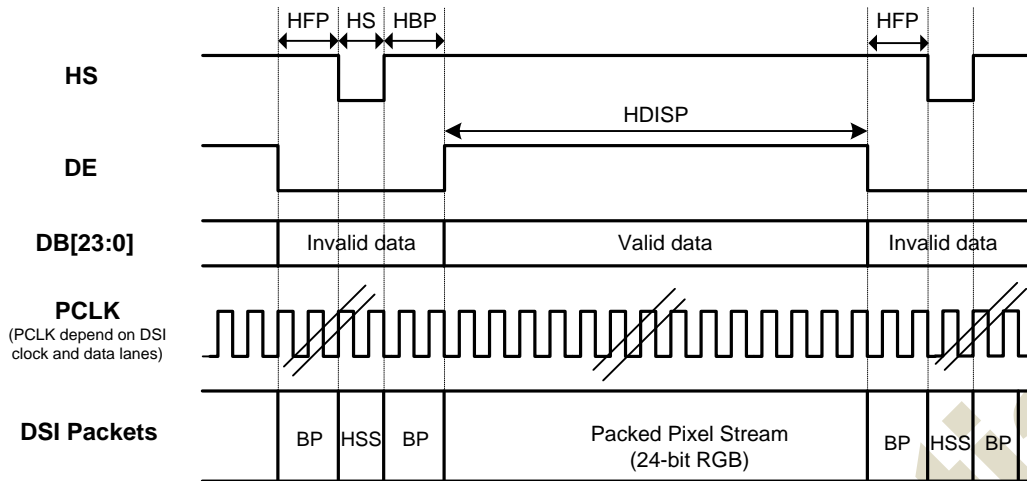 HFP HS HBP HFP
HS
HDISP
DE
DB[23:0] Invalid data Valid data Invalid data
PCLK
(PCLK depend on DSI
clock and data lanes)
DSI Packets BP HSS BP Packed Pixel Stream BP HSS BP
(24-bit RGB)